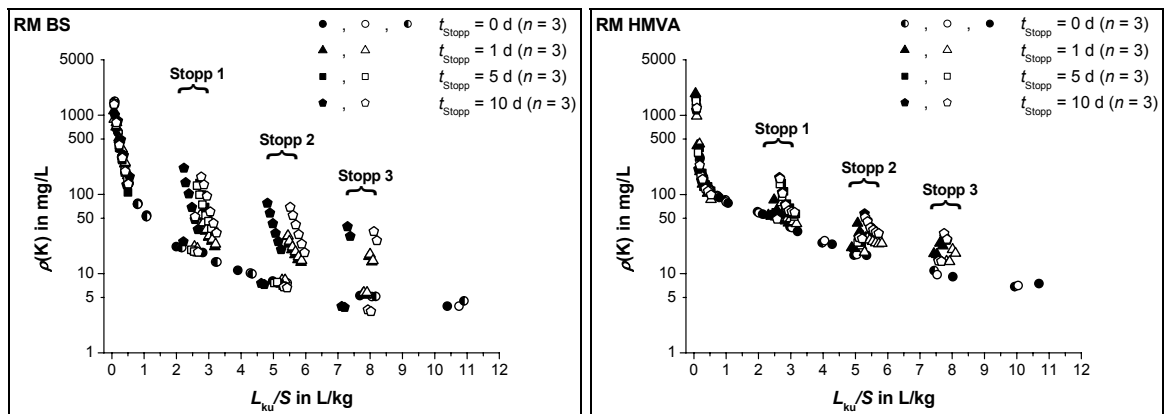 RM BS
, , t_Stopp = 0 d (n = 3)
, t_Stopp = 1 d (n = 3)
, t_Stopp = 5 d (n = 3)
, t_Stopp = 10 d (n = 3)
Stopp 1
Stopp 2
Stopp 3
5000
1000
500
100
50
10
5
1
ρ(K) in mg/L
0 1 2 3 4 5 6 7 8 9 10 11 12
L_ku/S in L/kg
RM HMVA
, , t_Stopp = 0 d (n = 3)
, t_Stopp = 1 d (n = 3)
, t_Stopp = 5 d (n = 3)
, t_Stopp = 10 d (n = 3)
Stopp 1
Stopp 2
Stopp 3
5000
1000
500
100
50
10
5
1
ρ(K) in mg/L
0 1 2 3 4 5 6 7 8 9 10 11 12
L_ku/S in L/kg